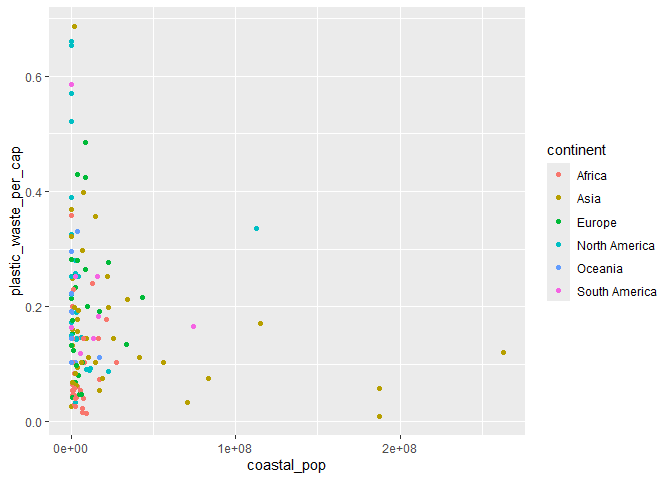 0.6
0.4
0.2
0.0
plastic_waste_per_cap
0e+00
1e+08
2e+08
coastal_pop
continent
Africa
Asia
Europe
North America
Oceania
South America